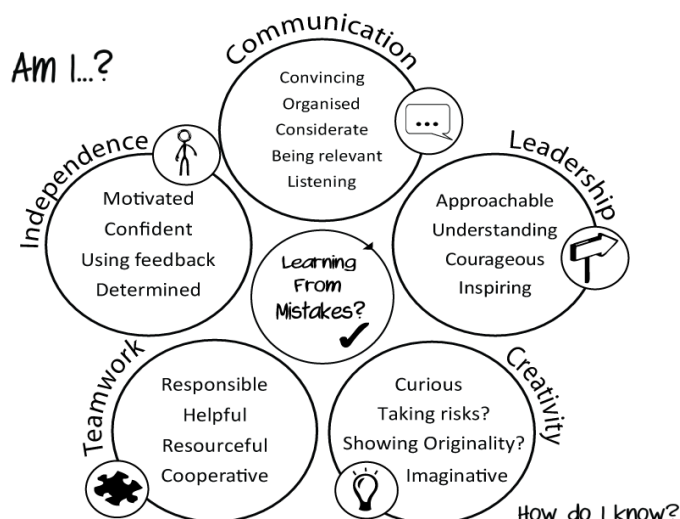 Am I...?
Communication
Convincing
Organised
Considerate
Being relevant
Listening
Independence
Motivated
Confident
Using feedback
Determined
Leadership
Approachable
Understanding
Courageous
Inspiring
Learning
From
Mistakes?
Teamwork
Responsible
Helpful
Resourceful
Cooperative
Creativity
Curious
Taking risks?
Showing Originality?
Imaginative
How do I know?